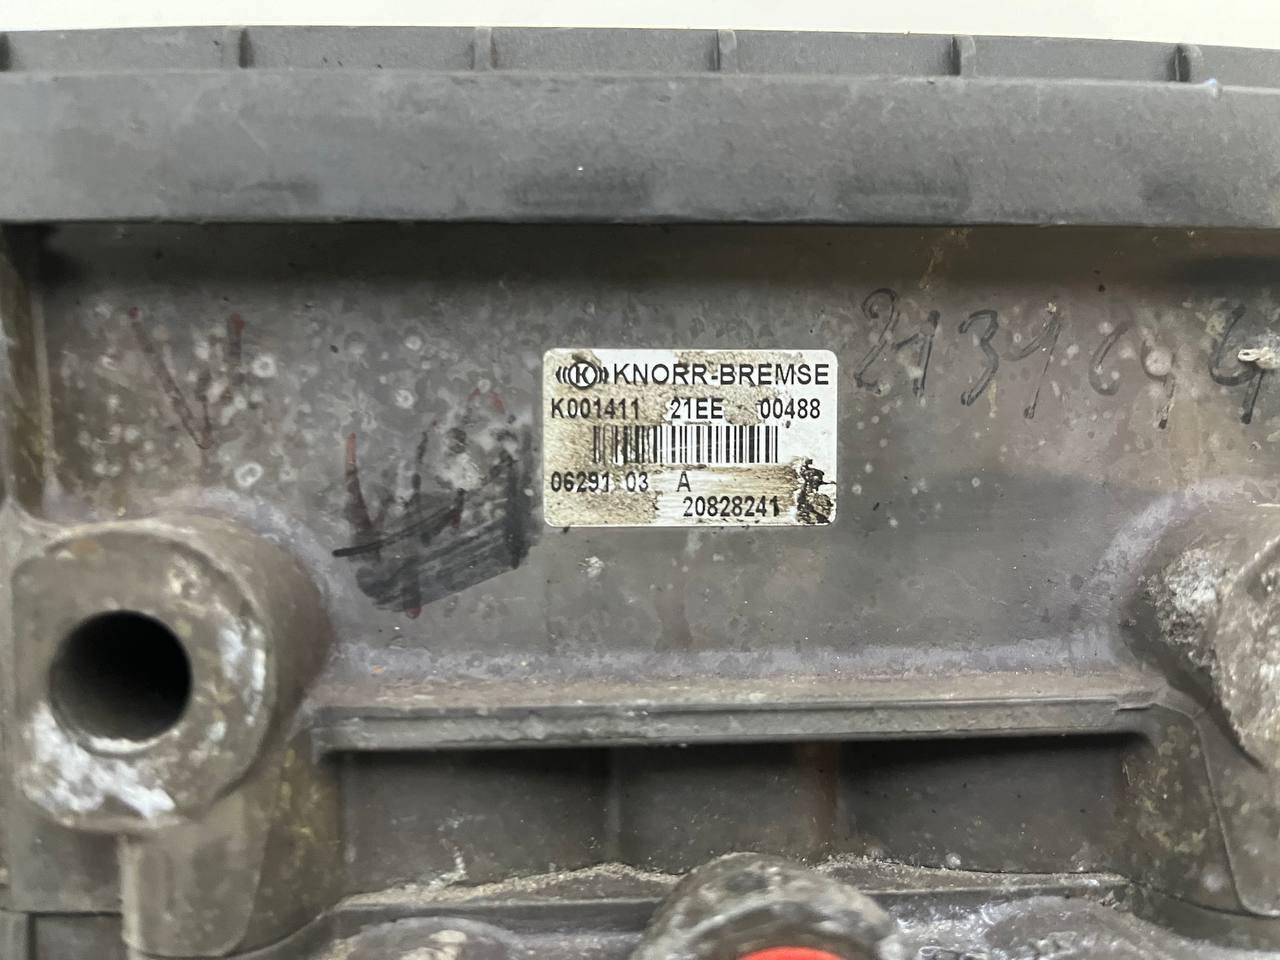 KNORR-BREMSE
K001411 21EE 00488
06291 03 A
20828241